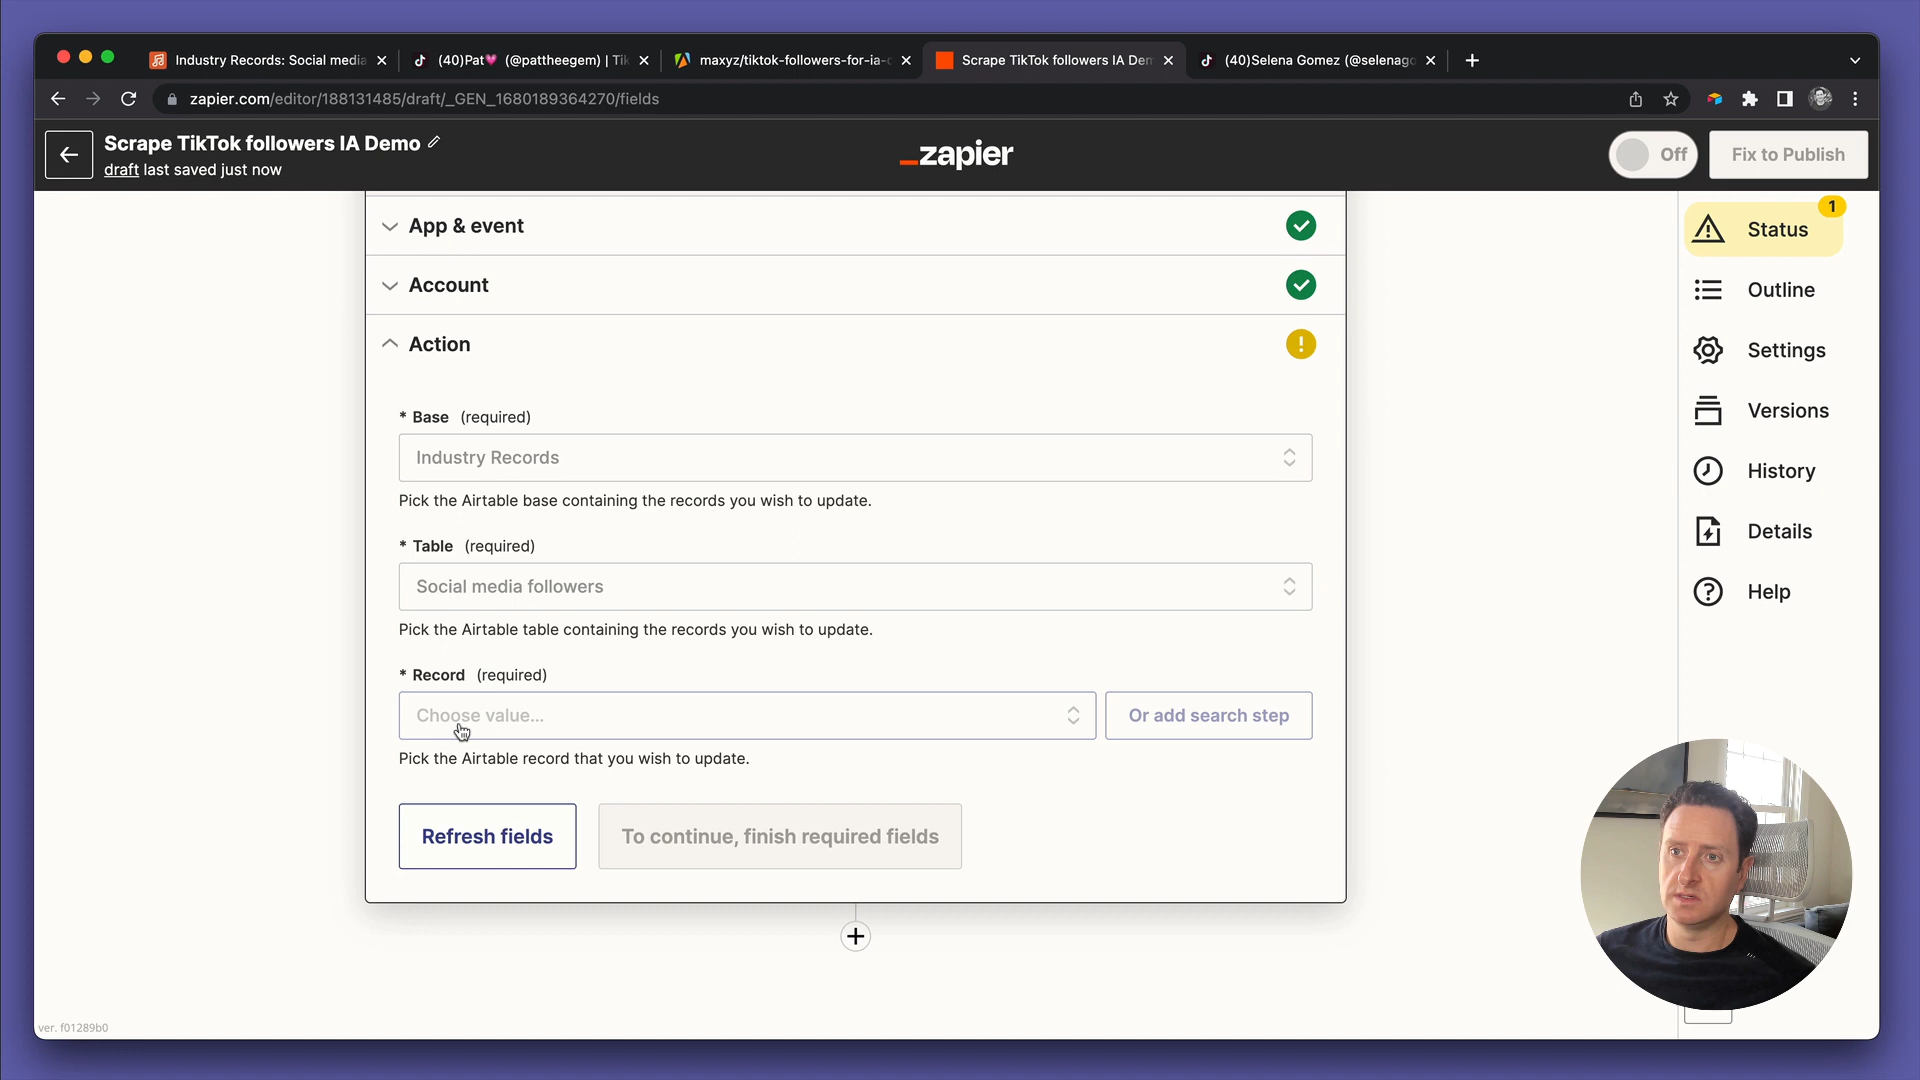 Industry Records: Social media
(40)Pat💗 (@pattheegem) | Tik
maxyz/tiktok-followers-for-ia-
Scrape TikTok followers IA Dem
(40)Selena Gomez (@selenago
zapier.com/editor/188131485/draft/_GEN_1680189364270/fields
Scrape TikTok followers IA Demo
draft last saved just now
_zapier
Off
Fix to Publish
App & event
Account
Action
!
* Base (required)
Industry Records
Pick the Airtable base containing the records you wish to update.
* Table (required)
Social media followers
Pick the Airtable table containing the records you wish to update.
* Record (required)
Choose value...
Or add search step
Pick the Airtable record that you wish to update.
Refresh fields
To continue, finish required fields
+
1
Status
Outline
Settings
Versions
History
Details
Help
ver. f01289b0